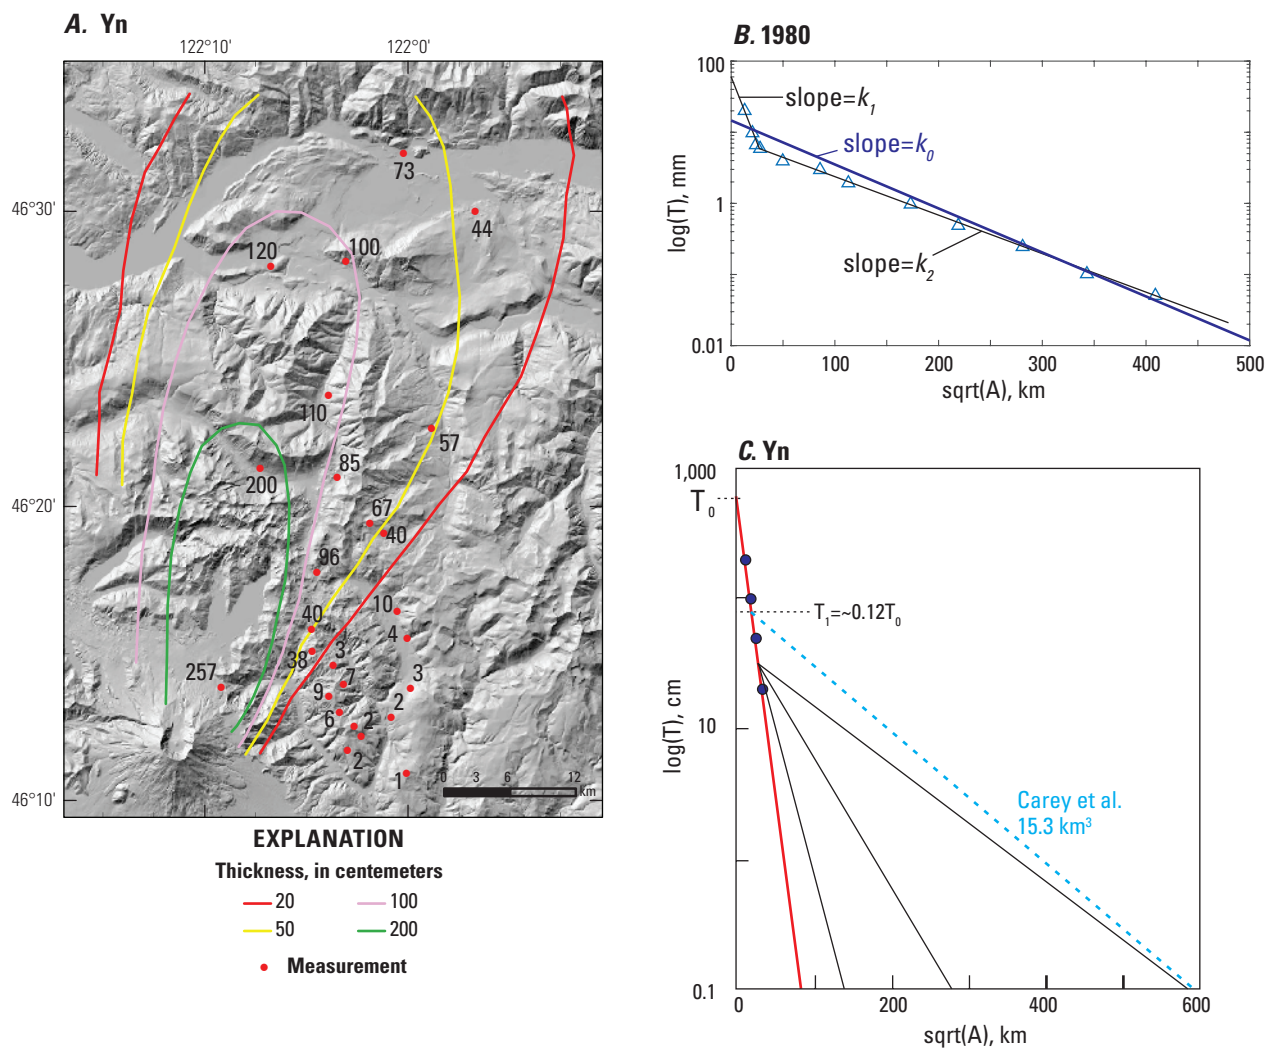 A. Yn
122°10'
122°0'
46°30'
46°20'
46°10'
73
44
120
100
110
57
85
200
67
40
96
10
40
4
38
3
257
7
3
9
2
6
2
2
1
0 3 6 12
km
EXPLANATION
Thickness, in centemeters
20
100
50
200
Measurement
B. 1980
100
1
0.01
log(T), mm
slope=k1
slope=k0
slope=k2
0 100 200 300 400 500
sqrt(A), km
C. Yn
1,000
T0
T1=~0.12T0
10
0.1
log(T), cm
Carey et al.
15.3 km³
0 200 400 600
sqrt(A), km